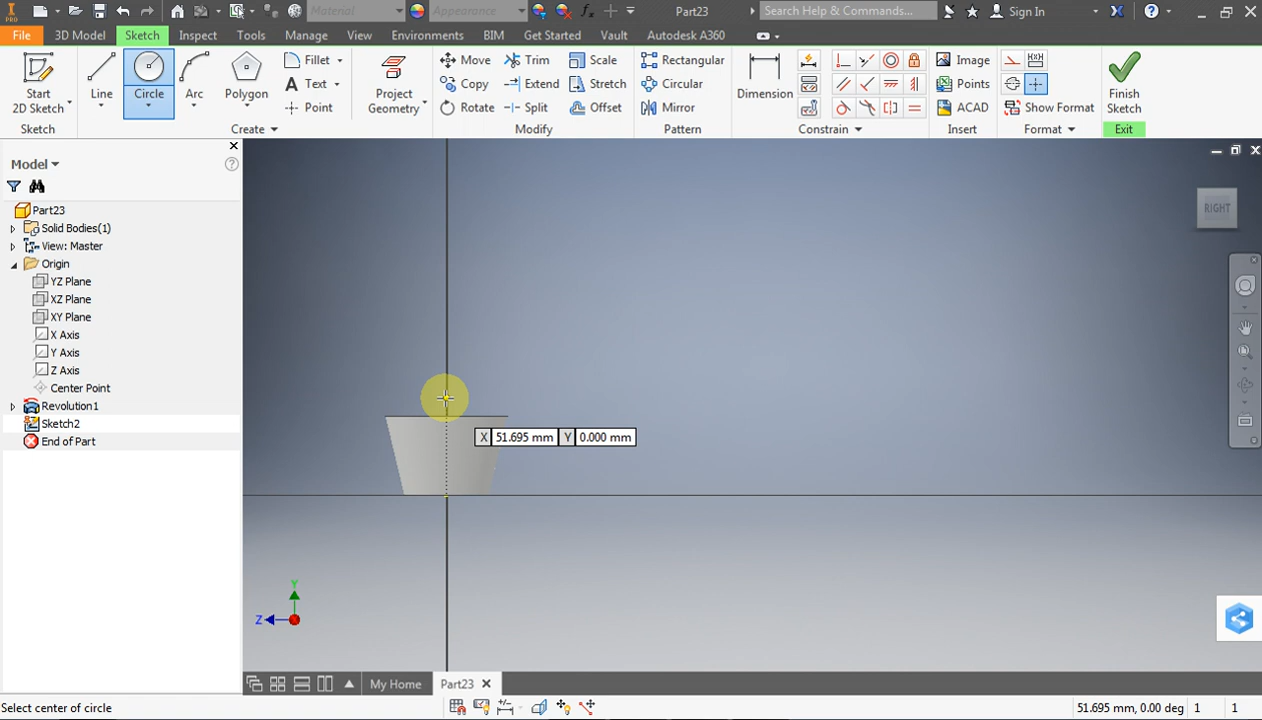 PRO Material Appearance fx Part23 Search Help & Commands... Sign In
File 3D Model Sketch Inspect Tools Manage View Environments BIM Get Started Vault Autodesk A360
Start 2D Sketch
Line
Circle
Arc
Polygon
Fillet
A Text
Point
Project Geometry
Move
Copy
Rotate
Trim
Extend
Split
Scale
Stretch
Offset
Rectangular
Circular
Mirror
Dimension
Image
Points
ACAD
Show Format
Finish Sketch
Sketch Create Modify Pattern Constrain Insert Format Exit
Model
Part23
Solid Bodies(1)
View: Master
Origin
YZ Plane
XZ Plane
XY Plane
X Axis
Y Axis
Z Axis
Center Point
Revolution1
Sketch2
End of Part
RIGHT
X 51.695 mm Y 0.000 mm
Y
Z
My Home Part23
Select center of circle 51.695 mm, 0.00 deg 1 1